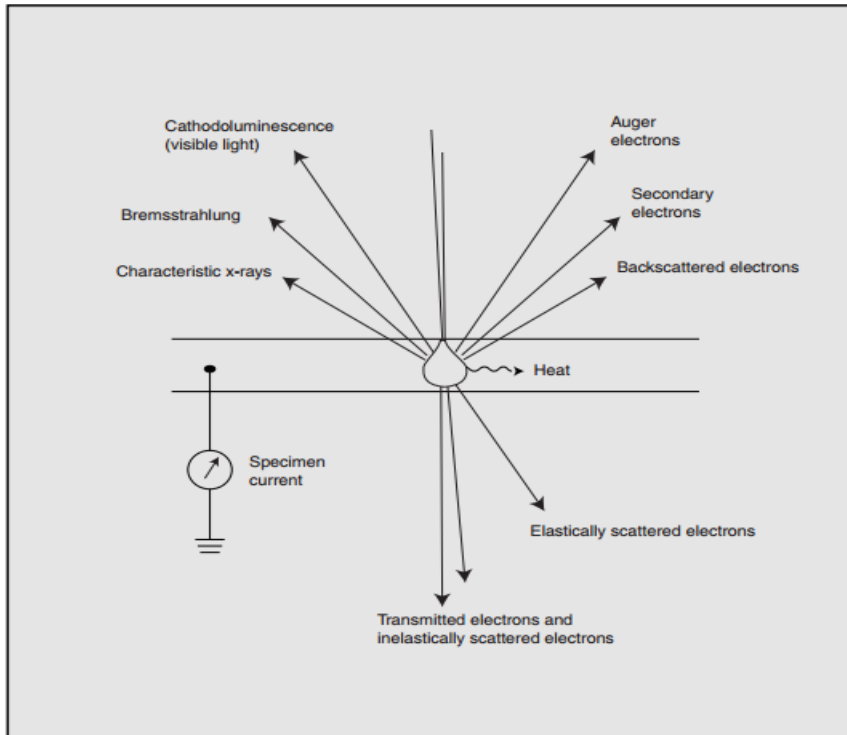 Cathodoluminescence
(visible light)
Auger
electrons
Bremsstrahlung
Secondary
electrons
Characteristic x-rays
Backscattered electrons
Heat
Specimen
current
Elastically scattered electrons
Transmitted electrons and
inelastically scattered electrons